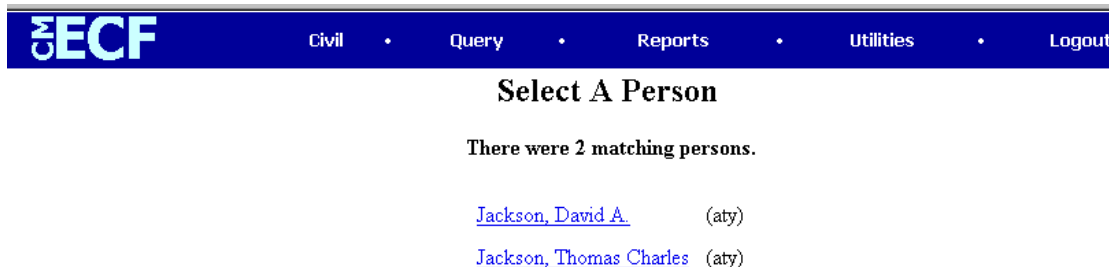 CM ECF Civil • Query • Reports • Utilities • Logout
Select A Person
There were 2 matching persons.
Jackson, David A. (aty)
Jackson, Thomas Charles (aty)